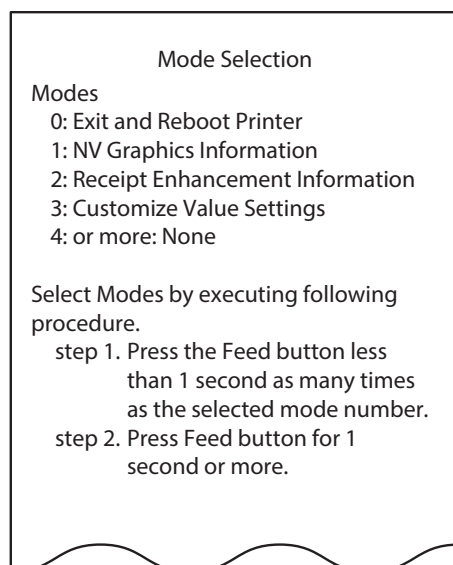 Mode Selection
Modes
0: Exit and Reboot Printer
1: NV Graphics Information
2: Receipt Enhancement Information
3: Customize Value Settings
4: or more: None
Select Modes by executing following
procedure.
step 1. Press the Feed button less
than 1 second as many times
as the selected mode number.
step 2. Press Feed button for 1
second or more.